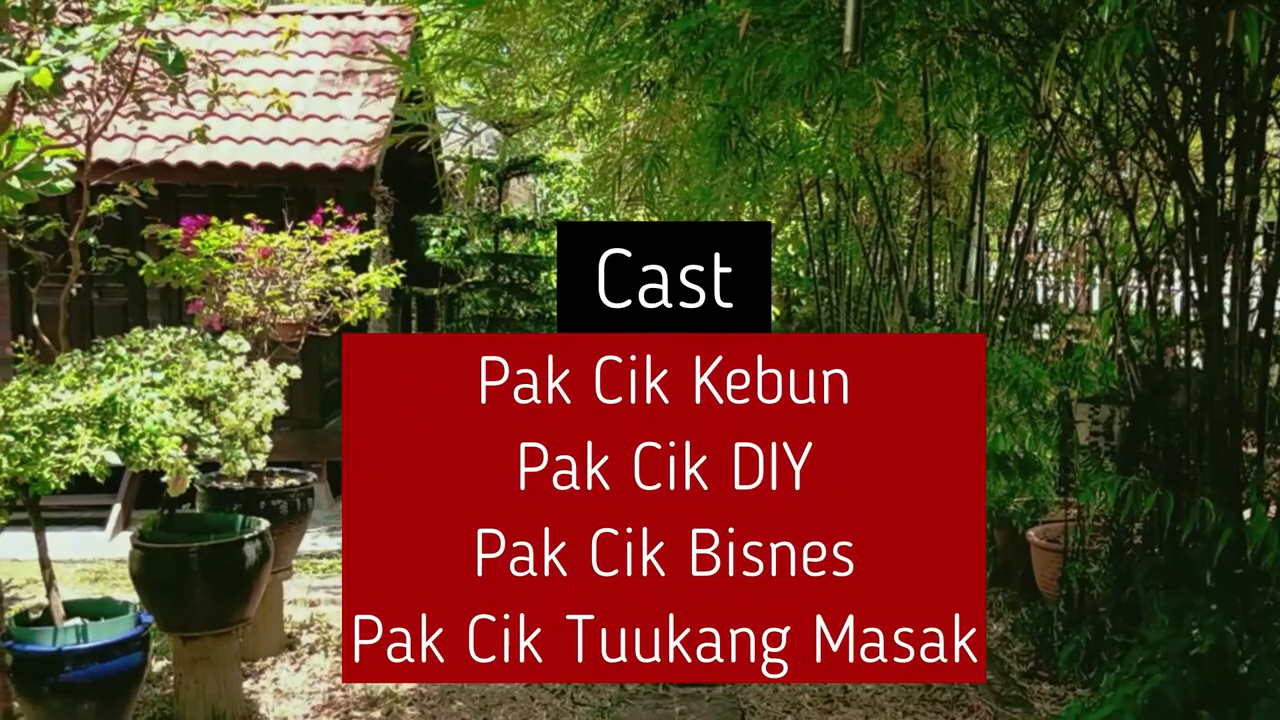 Cast
Pak Cik Kebun
Pak Cik DIY
Pak Cik Bisnes
Pak Cik Tuukang Masak